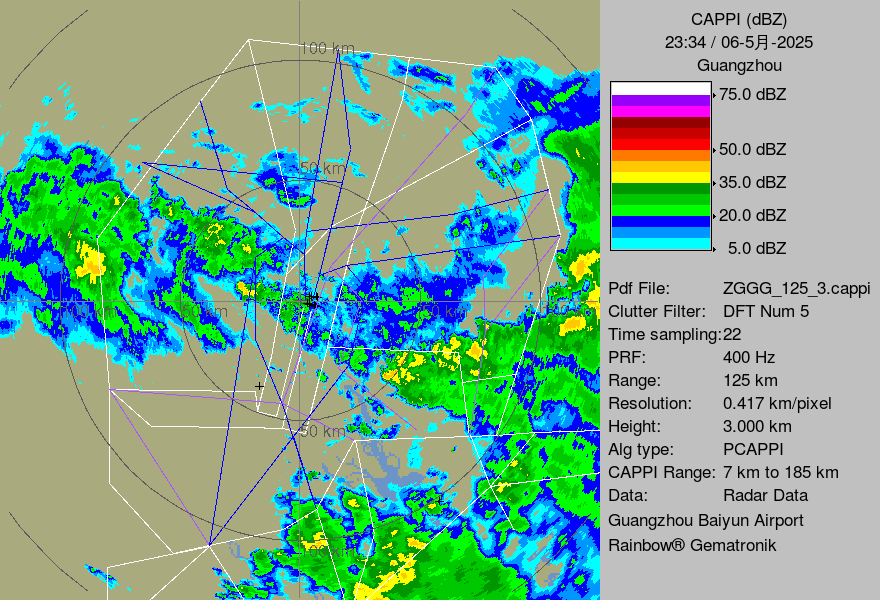 CAPPI (dBZ)
23:34 / 06-5月-2025
Guangzhou
75.0 dBZ
50.0 dBZ
35.0 dBZ
20.0 dBZ
5.0 dBZ
Pdf File: ZGGG_125_3.cappi
Clutter Filter: DFT Num 5
Time sampling:22
PRF: 400 Hz
Range: 125 km
Resolution: 0.417 km/pixel
Height: 3.000 km
Alg type: PCAPPI
CAPPI Range: 7 km to 185 km
Data: Radar Data
Guangzhou Baiyun Airport
Rainbow® Gematronik
100 km
50 km
50 km
100 km